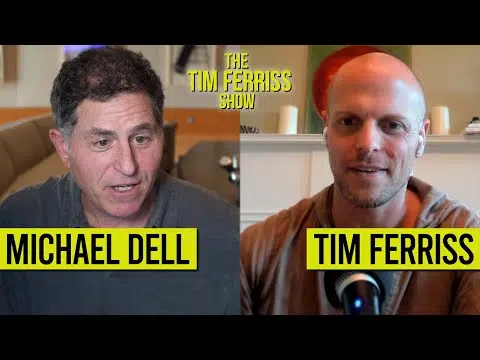 THE
TIM FERRISS
SHOW
MICHAEL DELL
TIM FERRISS